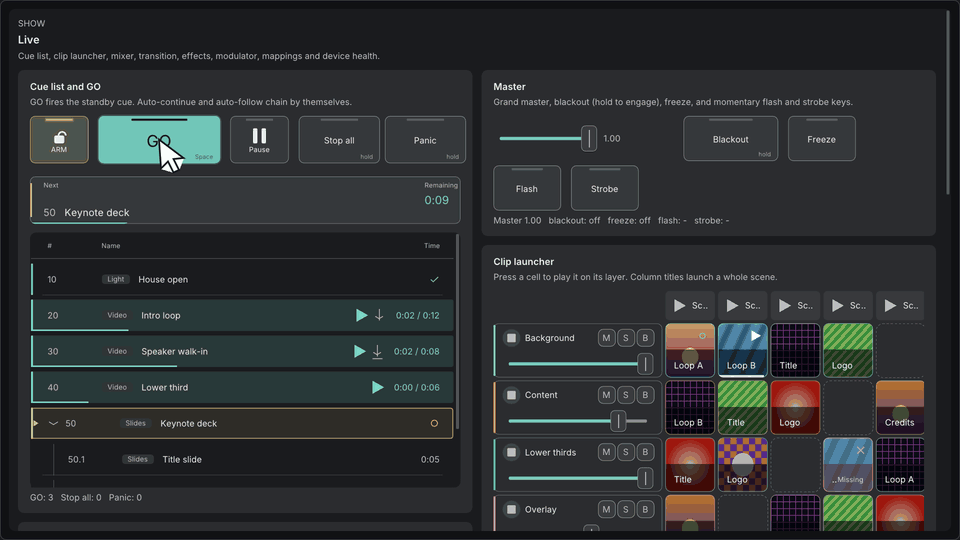 SHOW
Live
Cue list, clip launcher, mixer, transition, effects, modulator, mappings and device health.
Cue list and GO
GO fires the standby cue. Auto-continue and auto-follow chain by themselves.
ARM
GO
Space
Pause
Stop all
hold
Panic
hold
Next
Remaining
50 Keynote deck
0:09
# Name Time
10 Light House open
20 Video Intro loop 0:02 / 0:12
30 Video Speaker walk-in 0:02 / 0:08
40 Video Lower third 0:00 / 0:06
50 Slides Keynote deck
50.1 Slides Title slide 0:05
GO: 3 Stop all: 0 Panic: 0
Master
Grand master, blackout (hold to engage), freeze, and momentary flash and strobe keys.
1.00
Blackout
hold
Freeze
Flash
Strobe
Master 1.00 blackout: off freeze: off flash: - strobe: -
Clip launcher
Press a cell to play it on its layer. Column titles launch a whole scene.
Sc.. Sc.. Sc.. Sc.. Sc..
Background M S B
Loop A Loop B Title Logo
Content M S B
Loop B Title Logo Credits
Lower thirds M S B
Title Logo ..Missing Loop A
Overlay M S B